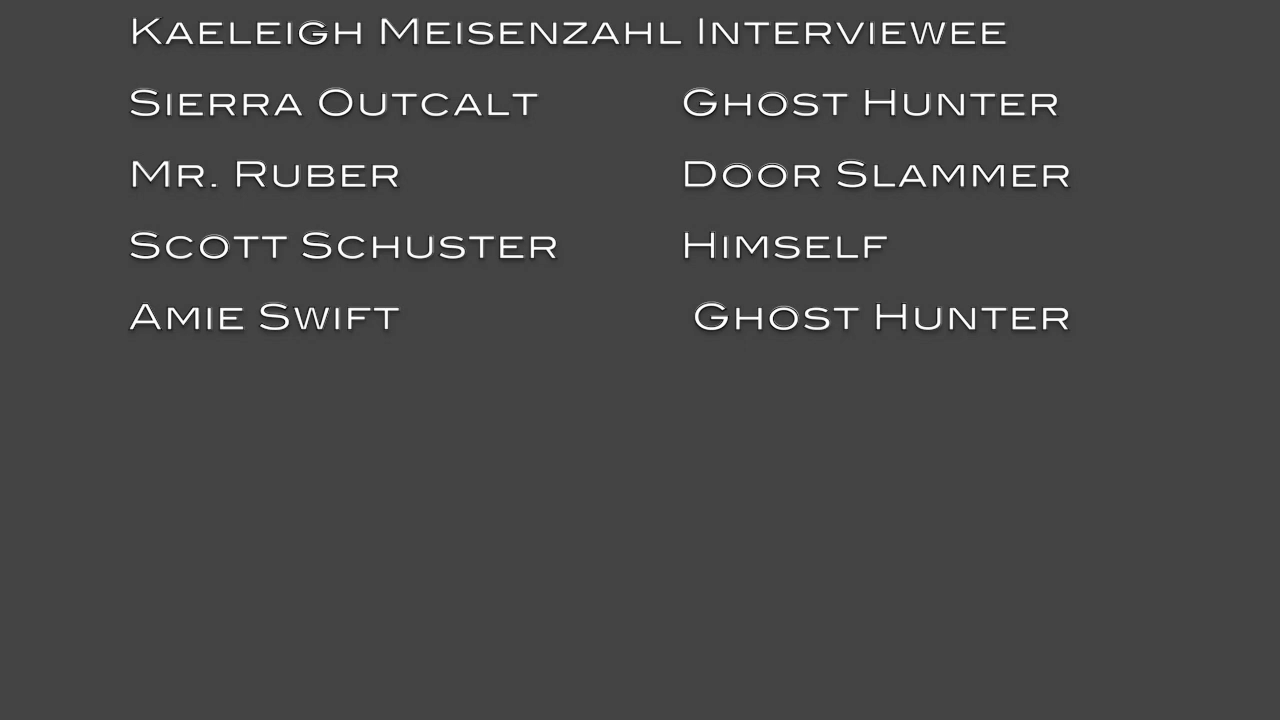 Kaeleigh Meisenzahl Interviewee
Sierra Outcalt Ghost Hunter
Mr. Ruber Door Slammer
Scott Schuster Himself
Amie Swift Ghost Hunter